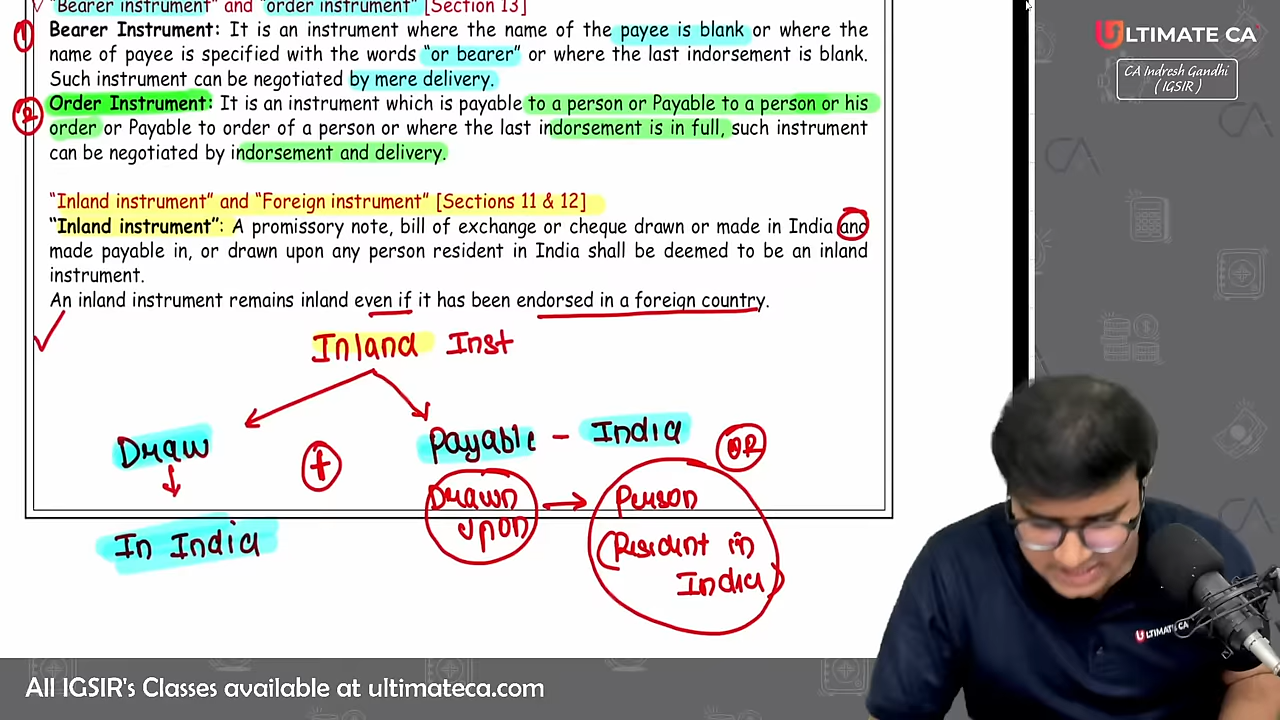 "Bearer instrument" and "order instrument" [Section 13]
1 Bearer Instrument: It is an instrument where the name of the payee is blank or where the
name of payee is specified with the words "or bearer" or where the last indorsement is blank.
Such instrument can be negotiated by mere delivery.
2 Order Instrument: It is an instrument which is payable to a person or Payable to a person or his
order or Payable to order of a person or where the last indorsement is in full, such instrument
can be negotiated by indorsement and delivery.
"Inland instrument" and "Foreign instrument" [Sections 11 & 12]
"Inland instrument": A promissory note, bill of exchange or cheque drawn or made in India and
made payable in, or drawn upon any person resident in India shall be deemed to be an inland
instrument.
An inland instrument remains inland even if it has been endorsed in a foreign country.
Inland Inst
Draw + Payable - India OR
In India
Drawn
upon
Person
(Resident in
India)
ULTIMATE CA
CA Indresh Gandhi
( IGSIR )
ULTIMATE CA
All IGSIR's Classes available at ultimateca.com